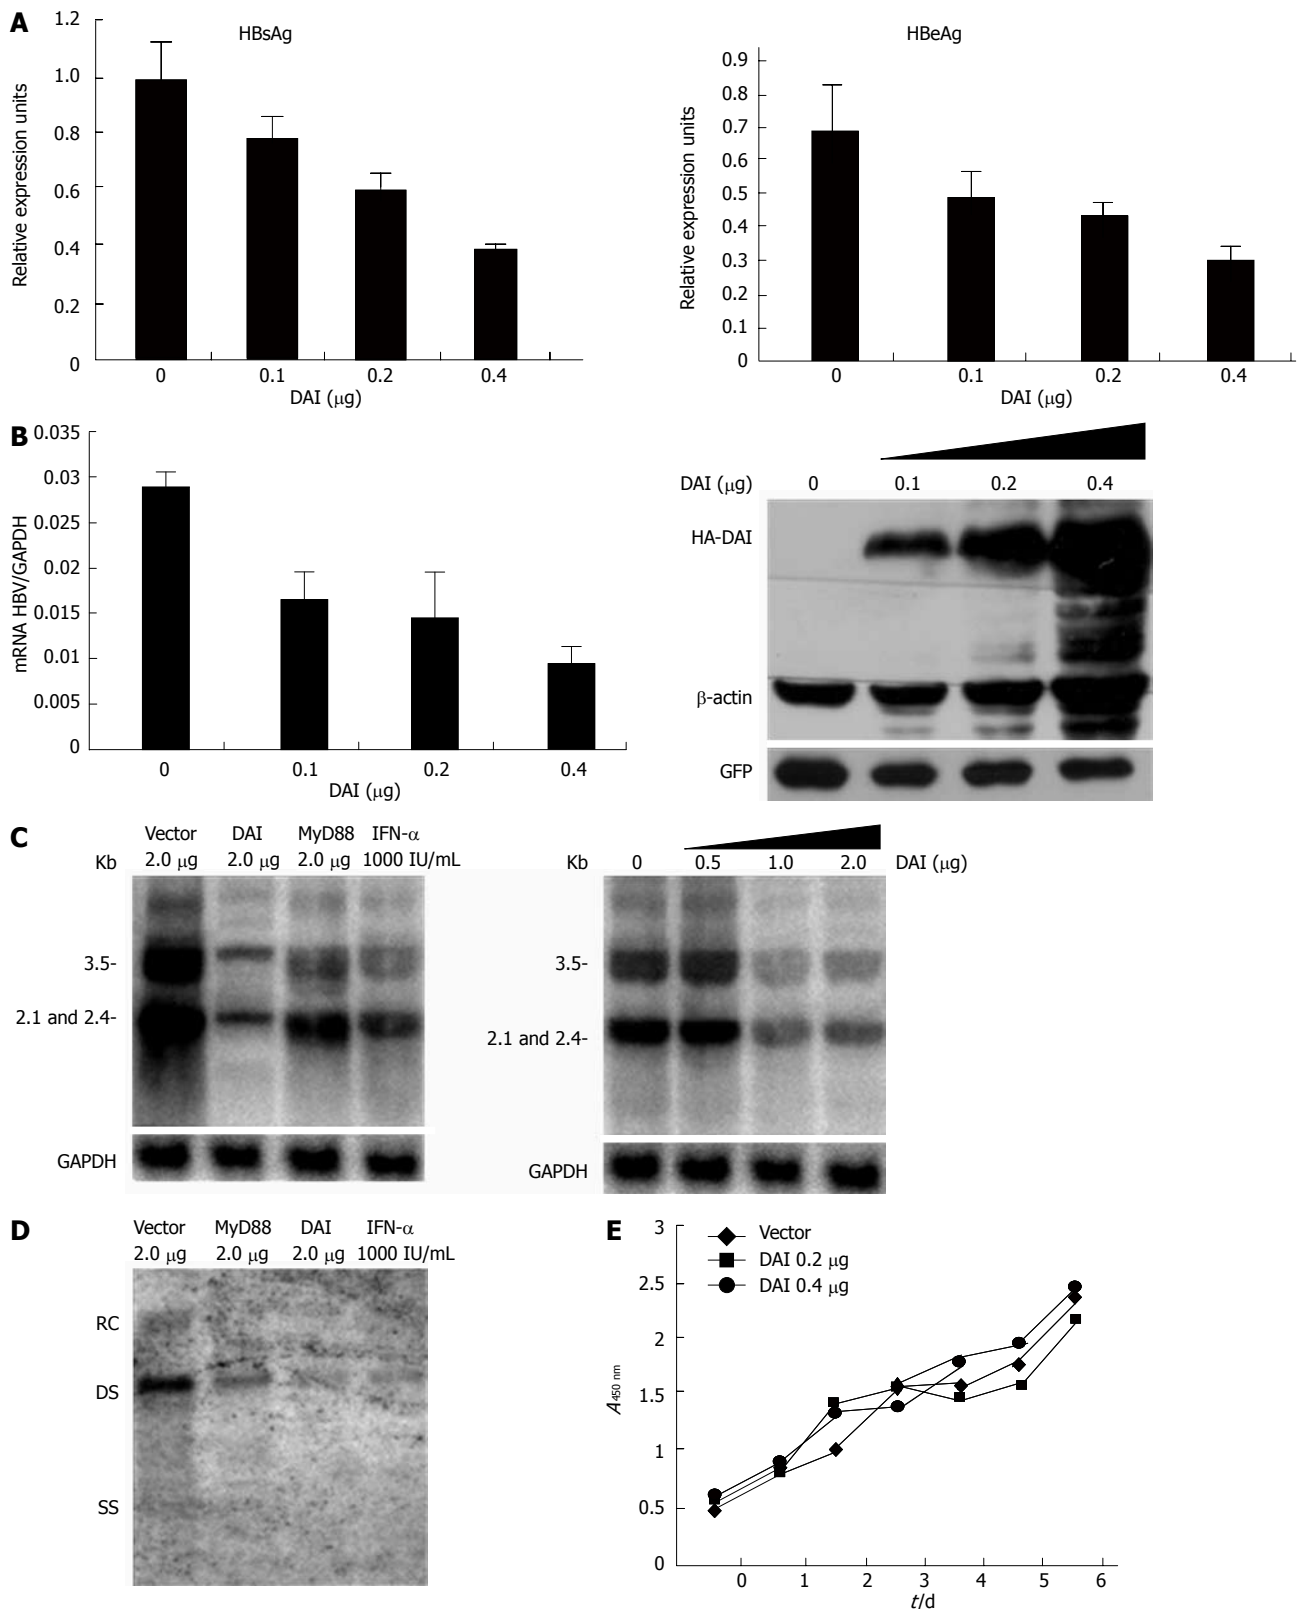 A
HBsAg
Relative expression units
1.2
1.0
0.8
0.6
0.4
0.2
0
0 0.1 0.2 0.4
DAI (μg)
HBeAg
Relative expression units
0.9
0.8
0.7
0.6
0.5
0.4
0.3
0.2
0.1
0
0 0.1 0.2 0.4
DAI (μg)
B
mRNA HBV/GAPDH
0.035
0.03
0.025
0.02
0.015
0.01
0.005
0
0 0.1 0.2 0.4
DAI (μg)
DAI (μg) 0 0.1 0.2 0.4
HA-DAI
β-actin
GFP
C
Vector DAI MyD88 IFN-α
Kb 2.0 μg 2.0 μg 2.0 μg 1000 IU/mL
3.5-
2.1 and 2.4-
GAPDH
Kb 0 0.5 1.0 2.0 DAI (μg)
3.5-
2.1 and 2.4-
GAPDH
D
Vector MyD88 DAI IFN-α
2.0 μg 2.0 μg 2.0 μg 1000 IU/mL
RC
DS
SS
E
Vector
DAI 0.2 μg
DAI 0.4 μg
A450 nm
3
2.5
2
1.5
1
0.5
0
0 1 2 3 4 5 6
t/d